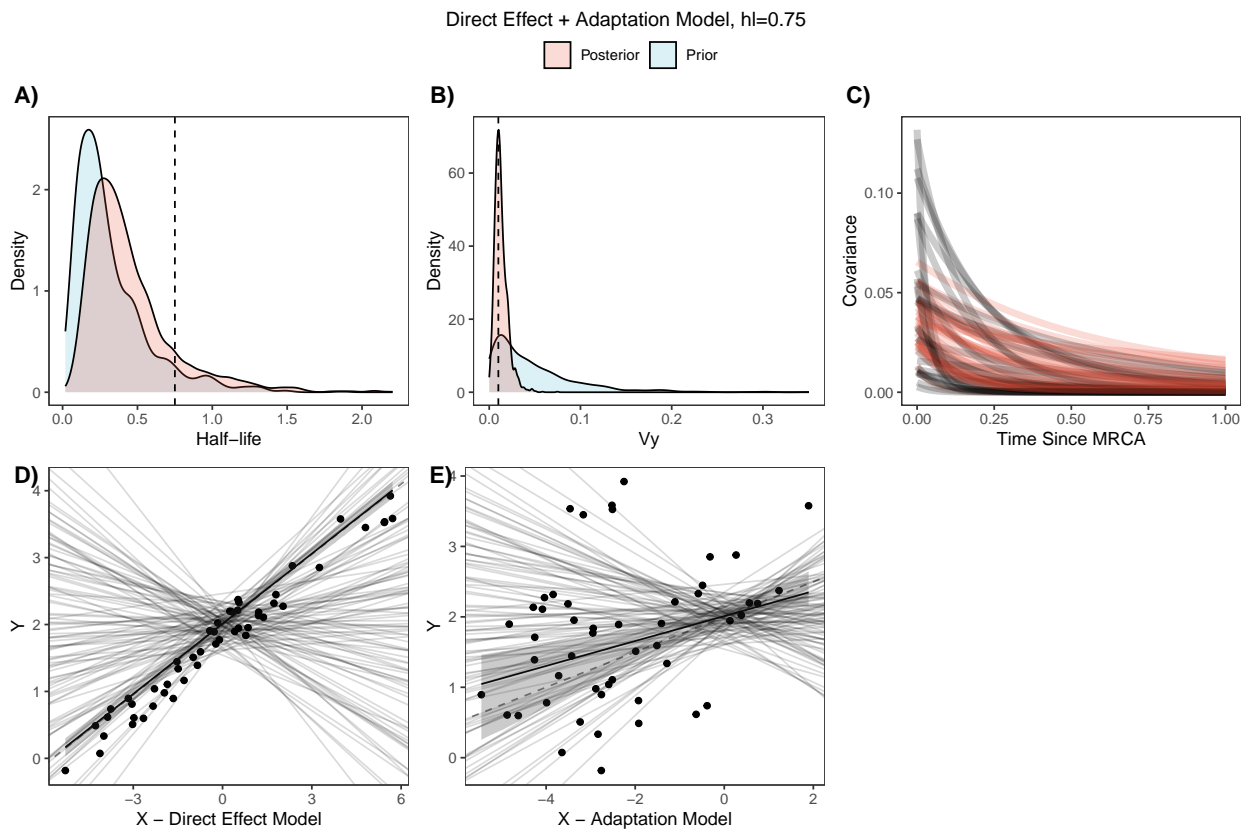 Direct Effect + Adaptation Model, hl=0.75
Posterior Prior
A) B) C)
Density
0
1
2
0.0 0.5 1.0 1.5 2.0
Half−life
Density
0
20
40
60
0.0 0.1 0.2 0.3
Vy
Covariance
0.00
0.05
0.10
0.00 0.25 0.50 0.75 1.00
Time Since MRCA
D) E)
Y
0
1
2
3
4
−3 0 3 6
X − Direct Effect Model
Y
0
1
2
3
4
−4 −2 0 2
X − Adaptation Model